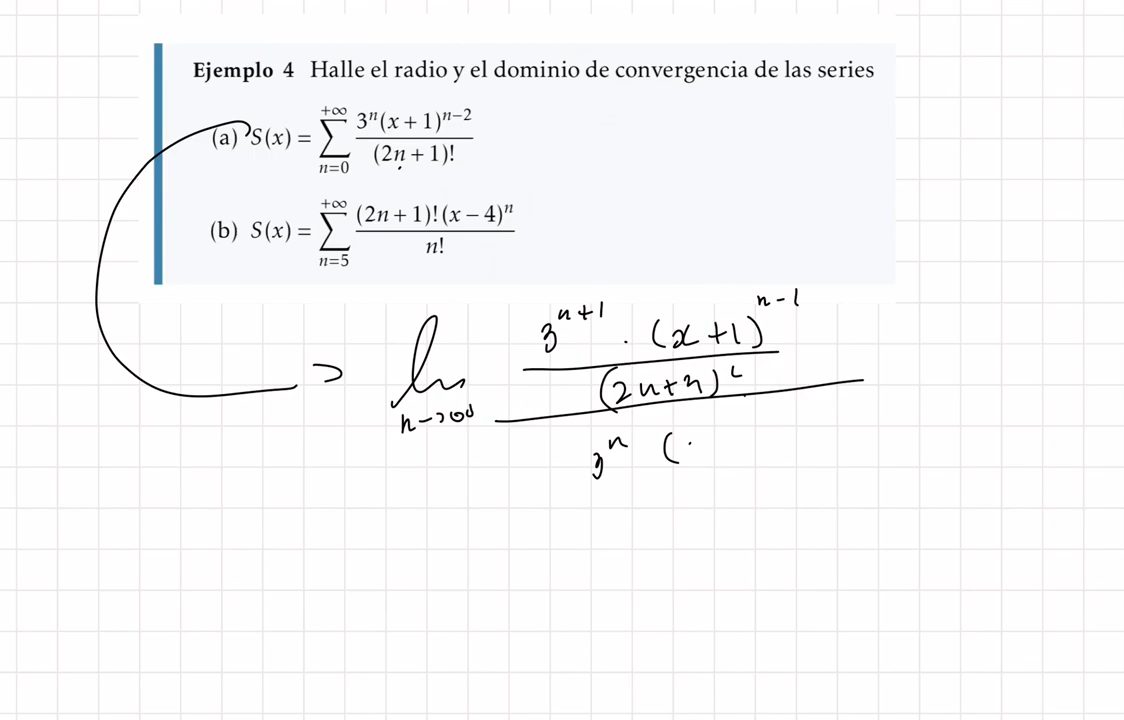 Ejemplo 4 Halle el radio y el dominio de convergencia de las series
(a) S(x) = \sum_{n=0}^{+\infty} \frac{3^n(x+1)^{n-2}}{(2n+1)!}
(b) S(x) = \sum_{n=5}^{+\infty} \frac{(2n+1)!(x-4)^n}{n!}
3^{n+1} · (x+1)^{n-1}
lim n→∞
3^n (